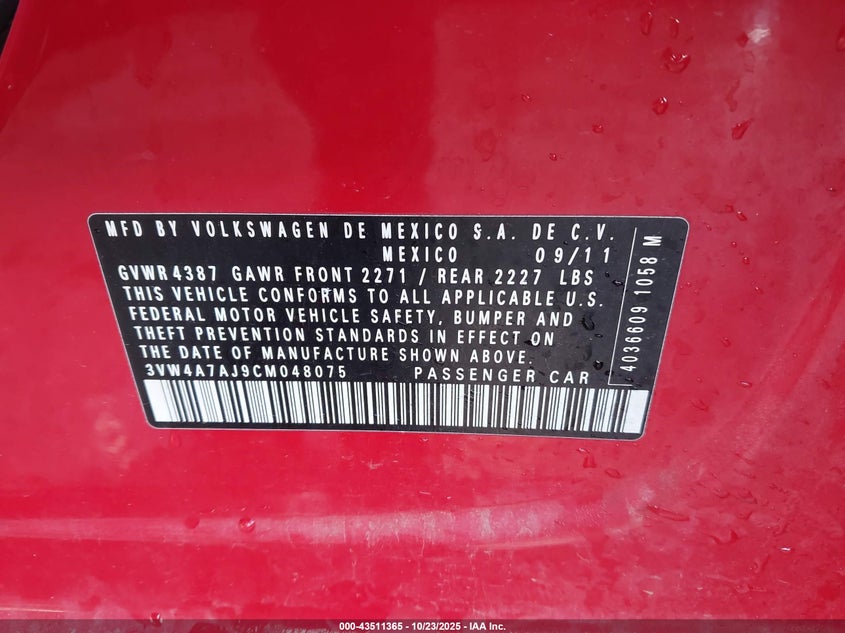 MFD BY VOLKSWAGEN DE MEXICO S.A. DE C.V.
MEXICO 09/11
GVWR 4387 GAWR FRONT 2271 / REAR 2227 LBS
THIS VEHICLE CONFORMS TO ALL APPLICABLE U.S.
FEDERAL MOTOR VEHICLE SAFETY, BUMPER AND
THEFT PREVENTION STANDARDS IN EFFECT ON
THE DATE OF MANUFACTURE SHOWN ABOVE.
3VW4A7AJ9CM048075 PASSENGER CAR
4036609 1058 M
000-43511365 - 10/23/2025 - IAA Inc.